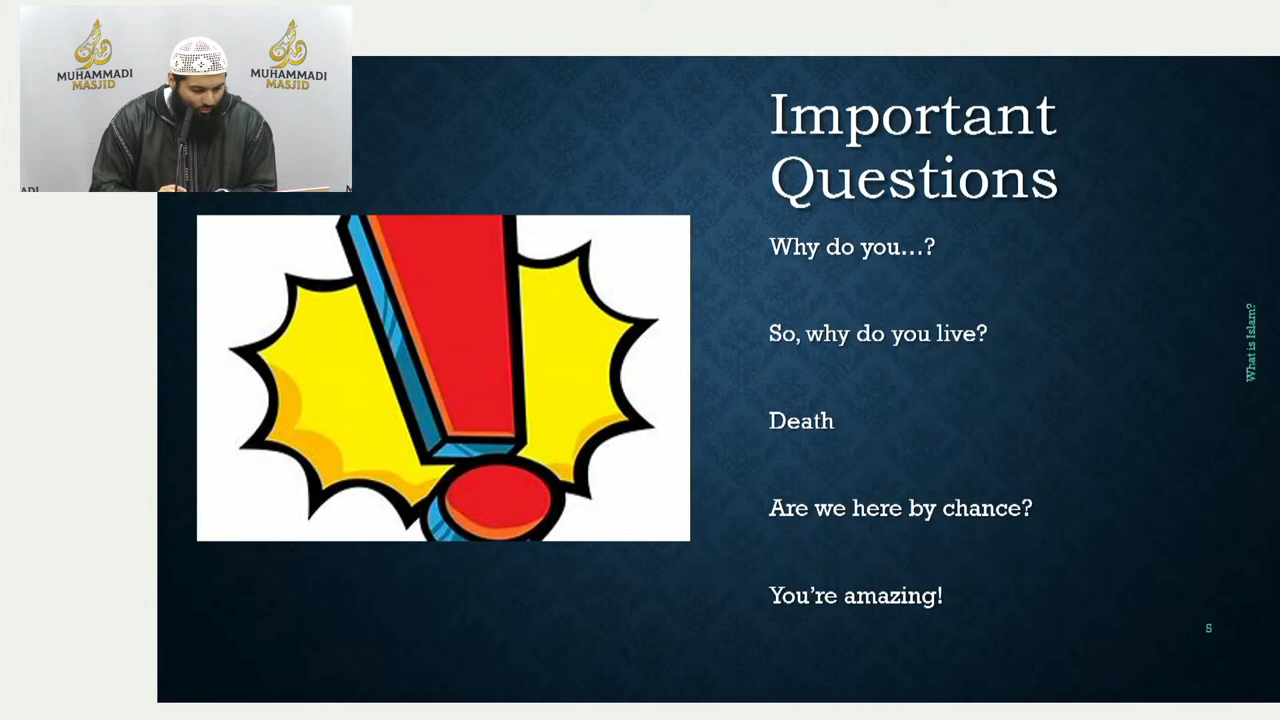 MUHAMMADI
MASJID
MUHAMMADI
MASJID
ADI
Important
Questions
Why do you...?
So, why do you live?
Death
Are we here by chance?
You're amazing!
What is Islam?
5